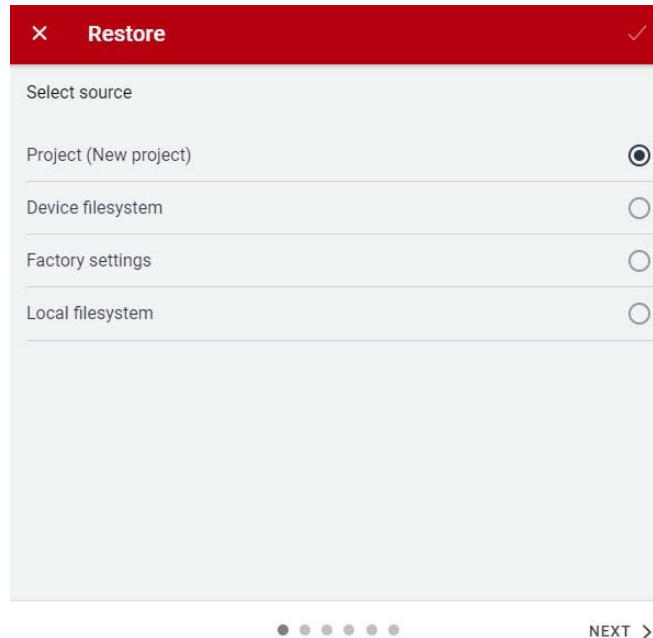 Restore
Select source
Project (New project)
Device filesystem
Factory settings
Local filesystem
NEXT